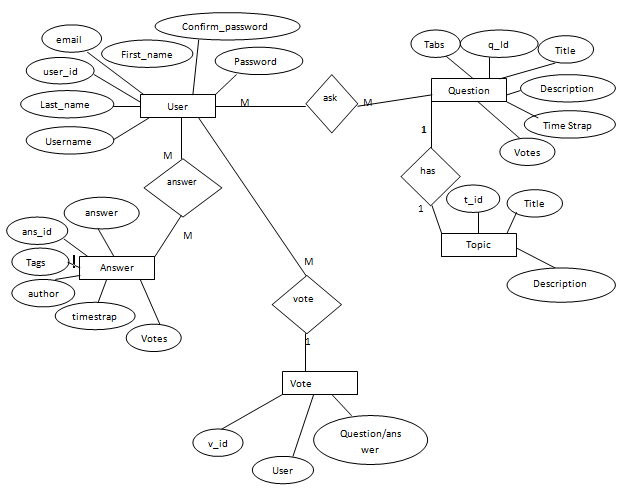 Confirm_password
email
First_name
Tabs
q_Id
Title
user_id
Password
Last_name
User
M
ask
M
Question
Description
Time Strap
Username
1
Votes
M
answer
has
t_id
Title
answer
1
ans_id
M
Topic
Tags
Answer
M
author
vote
Description
timestrap
Votes
1
Vote
v_id
Question/ans
wer
User